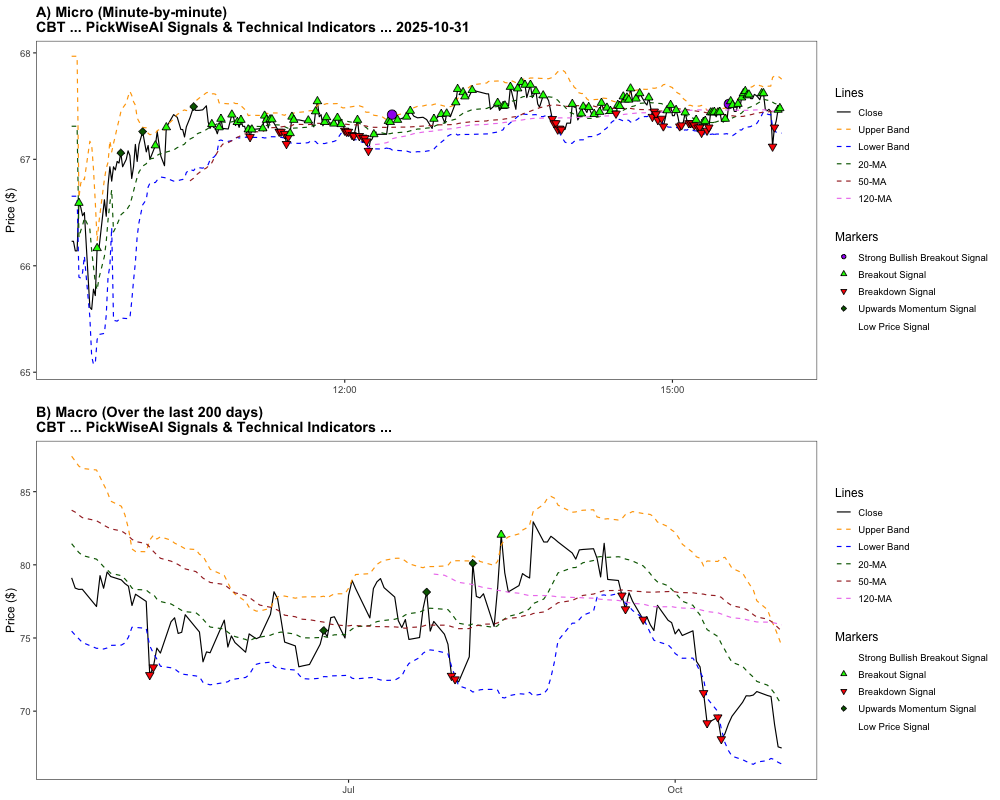 A) Micro (Minute-by-minute)
CBT ... PickWiseAI Signals & Technical Indicators ... 2025-10-31
68
67
66
65
Price ($)
12:00
15:00
Lines
Close
Upper Band
Lower Band
20-MA
50-MA
120-MA
Markers
Strong Bullish Breakout Signal
Breakout Signal
Breakdown Signal
Upwards Momentum Signal
Low Price Signal
B) Macro (Over the last 200 days)
CBT ... PickWiseAI Signals & Technical Indicators ...
85
80
75
70
Price ($)
Jul
Oct
Lines
Close
Upper Band
Lower Band
20-MA
50-MA
120-MA
Markers
Strong Bullish Breakout Signal
Breakout Signal
Breakdown Signal
Upwards Momentum Signal
Low Price Signal